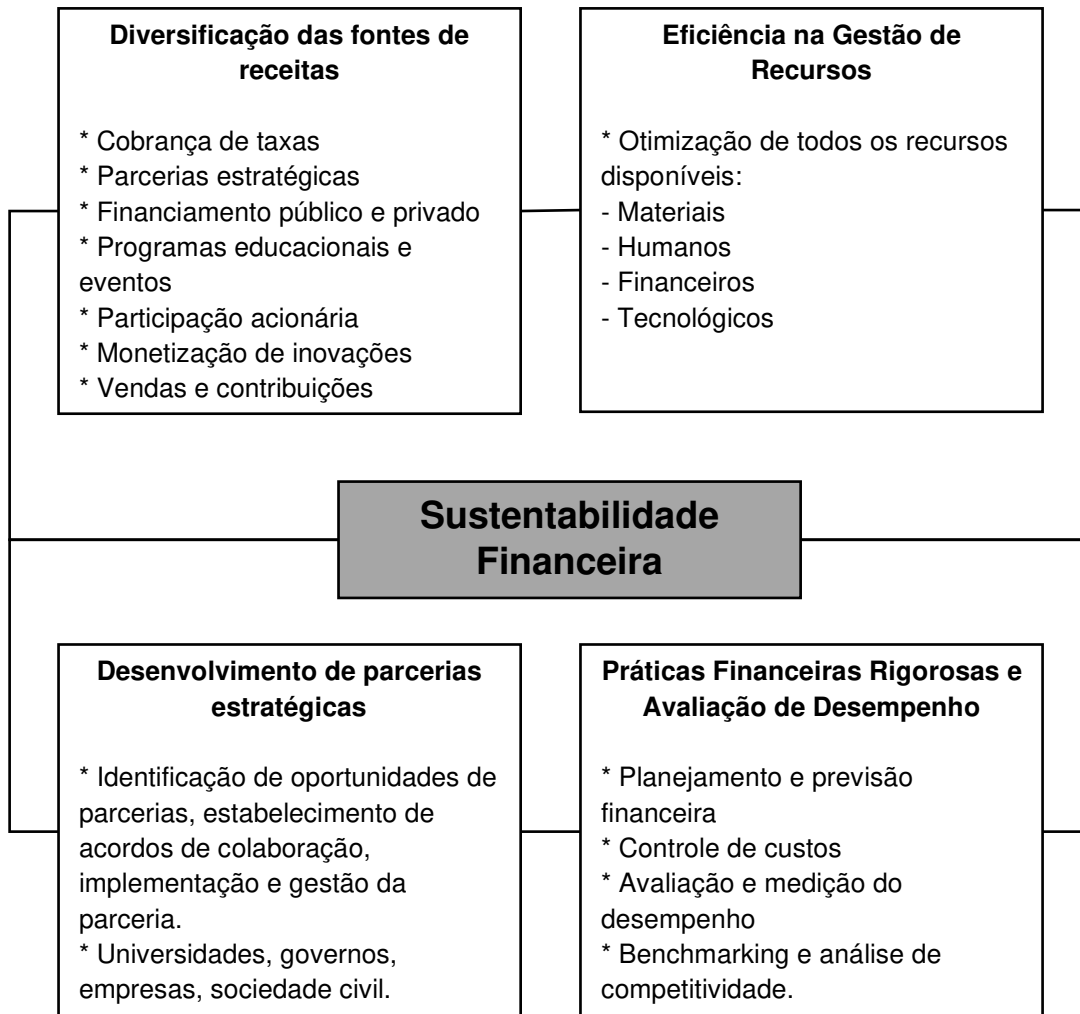 Diversificação das fontes de
receitas
* Cobrança de taxas
* Parcerias estratégicas
* Financiamento público e privado
* Programas educacionais e
eventos
* Participação acionária
* Monetização de inovações
* Vendas e contribuições
Eficiência na Gestão de
Recursos
* Otimização de todos os recursos
disponíveis:
- Materiais
- Humanos
- Financeiros
- Tecnológicos
Sustentabilidade
Financeira
Desenvolvimento de parcerias
estratégicas
* Identificação de oportunidades de
parcerias, estabelecimento de
acordos de colaboração,
implementação e gestão da
parceria.
* Universidades, governos,
empresas, sociedade civil.
Práticas Financeiras Rigorosas e
Avaliação de Desempenho
* Planejamento e previsão
financeira
* Controle de custos
* Avaliação e medição do
desempenho
* Benchmarking e análise de
competitividade.